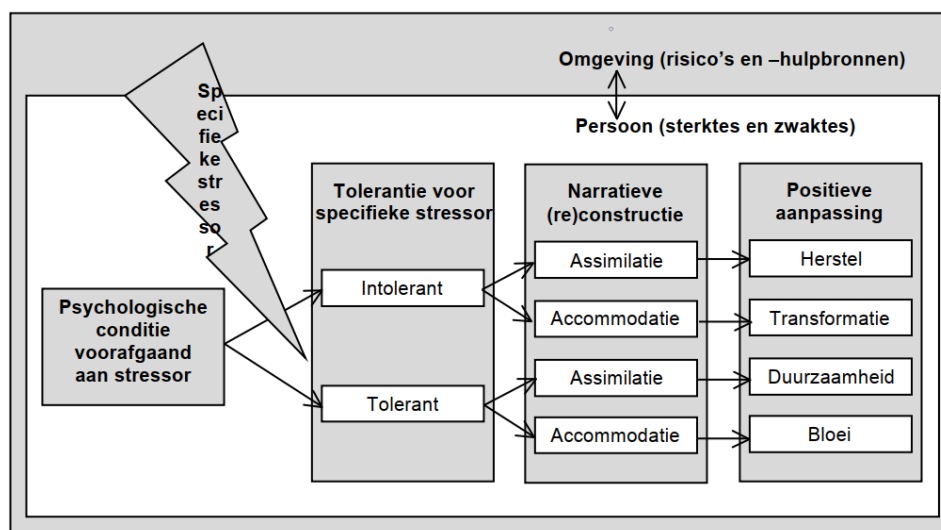 Omgeving (risico's en –hulpbronnen)
Persoon (sterktes en zwaktes)
Sp
eci
fie
ke
str
es
so
r
Psychologische
conditie
voorafgaand
aan stressor
Tolerantie voor
specifieke stressor
Intolerant
Tolerant
Narratieve
(re)constructie
Assimilatie
Accommodatie
Assimilatie
Accommodatie
Positieve
aanpassing
Herstel
Transformatie
Duurzaamheid
Bloei